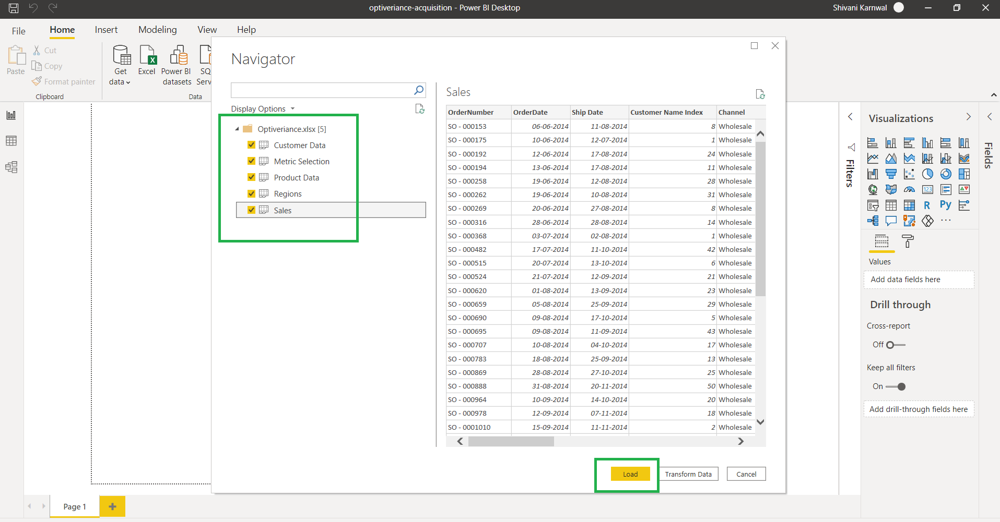 optiveriance-acquisition - Power BI Desktop
Shivani Karnwal
File Home Insert Modeling View Help
Paste
Cut
Copy
Format painter
Clipboard
Get data
Excel
Power BI datasets
SQ
Serv
Data
Navigator
Display Options
Optiveriance.xlsx [5]
Customer Data
Metric Selection
Product Data
Regions
Sales
Sales
OrderNumber OrderDate Ship Date Customer Name Index Channel
SO - 000153 06-06-2014 11-08-2014 8 Wholesale
SO - 000175 10-06-2014 12-07-2014 1 Wholesale
SO - 000192 12-06-2014 17-08-2014 24 Wholesale
SO - 000194 13-06-2014 17-08-2014 11 Wholesale
SO - 000258 19-06-2014 12-08-2014 28 Wholesale
SO - 000262 19-06-2014 10-08-2014 31 Wholesale
SO - 000269 20-06-2014 27-08-2014 8 Wholesale
SO - 000316 28-06-2014 28-08-2014 14 Wholesale
SO - 000368 03-07-2014 02-08-2014 1 Wholesale
SO - 000482 17-07-2014 11-10-2014 42 Wholesale
SO - 000515 20-07-2014 13-10-2014 6 Wholesale
SO - 000524 21-07-2014 12-09-2014 21 Wholesale
SO - 000620 01-08-2014 13-09-2014 23 Wholesale
SO - 000659 05-08-2014 25-09-2014 29 Wholesale
SO - 000690 09-08-2014 17-10-2014 5 Wholesale
SO - 000695 09-08-2014 11-09-2014 43 Wholesale
SO - 000707 10-08-2014 04-10-2014 17 Wholesale
SO - 000783 18-08-2014 25-09-2014 13 Wholesale
SO - 000869 28-08-2014 27-10-2014 25 Wholesale
SO - 000888 31-08-2014 20-11-2014 50 Wholesale
SO - 000964 10-09-2014 14-10-2014 20 Wholesale
SO - 000978 12-09-2014 07-11-2014 18 Wholesale
SO - 0001010 15-09-2014 11-11-2014 2 Wholesale
Load
Transform Data
Cancel
Filters
Visualizations
123
R
Py
Values
Add data fields here
Drill through
Cross-report
Off
Keep all filters
On
Add drill-through fields here
Fields
Page 1